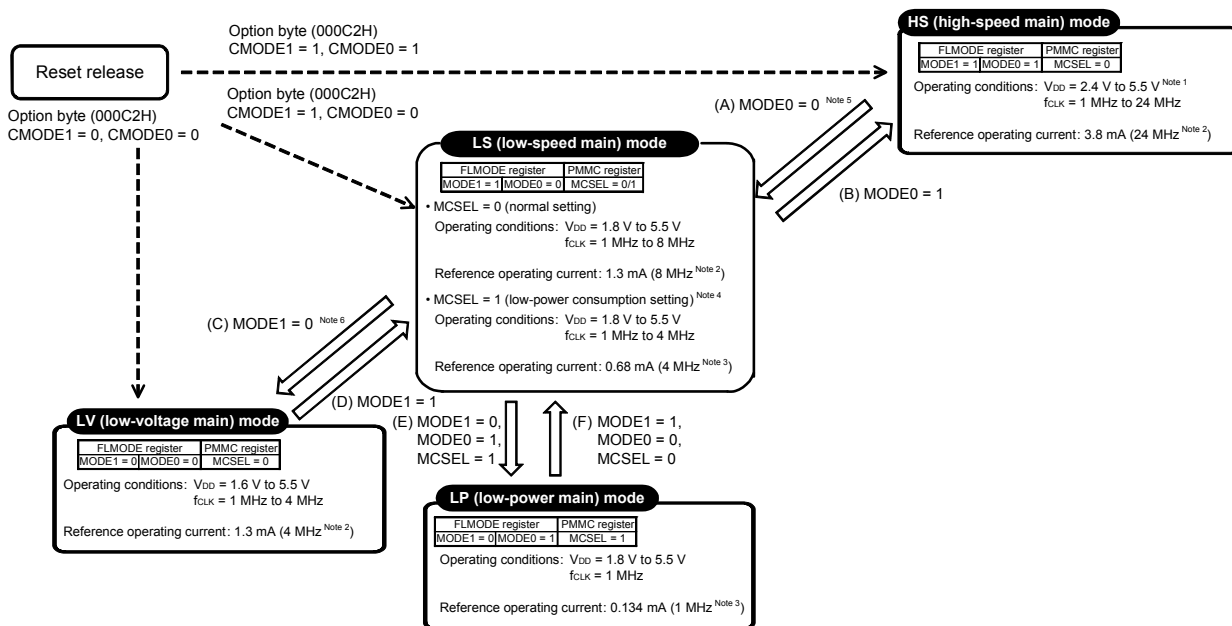 Reset release
Option byte (000C2H)
CMODE1 = 1, CMODE0 = 1
Option byte (000C2H)
CMODE1 = 1, CMODE0 = 0
Option byte (000C2H)
CMODE1 = 0, CMODE0 = 0
HS (high-speed main) mode
FLMODE register PMMC register
MODE1 = 1 MODE0 = 1 MCSEL = 0
Operating conditions: VDD = 2.4 V to 5.5 V Note 1
fCLK = 1 MHz to 24 MHz
Reference operating current: 3.8 mA (24 MHz Note 2)
(A) MODE0 = 0 Note 5
(B) MODE0 = 1
LS (low-speed main) mode
FLMODE register PMMC register
MODE1 = 1 MODE0 = 0 MCSEL = 0/1
• MCSEL = 0 (normal setting)
Operating conditions: VDD = 1.8 V to 5.5 V
fCLK = 1 MHz to 8 MHz
Reference operating current: 1.3 mA (8 MHz Note 2)
• MCSEL = 1 (low-power consumption setting) Note 4
Operating conditions: VDD = 1.8 V to 5.5 V
fCLK = 1 MHz to 4 MHz
Reference operating current: 0.68 mA (4 MHz Note 3)
(C) MODE1 = 0 Note 6
(D) MODE1 = 1
LV (low-voltage main) mode
FLMODE register PMMC register
MODE1 = 0 MODE0 = 0 MCSEL = 0
Operating conditions: VDD = 1.6 V to 5.5 V
fCLK = 1 MHz to 4 MHz
Reference operating current: 1.3 mA (4 MHz Note 2)
(E) MODE1 = 0,
MODE0 = 1,
MCSEL = 1
(F) MODE1 = 1,
MODE0 = 0,
MCSEL = 0
LP (low-power main) mode
FLMODE register PMMC register
MODE1 = 0 MODE0 = 1 MCSEL = 1
Operating conditions: VDD = 1.8 V to 5.5 V
fCLK = 1 MHz
Reference operating current: 0.134 mA (1 MHz Note 3)